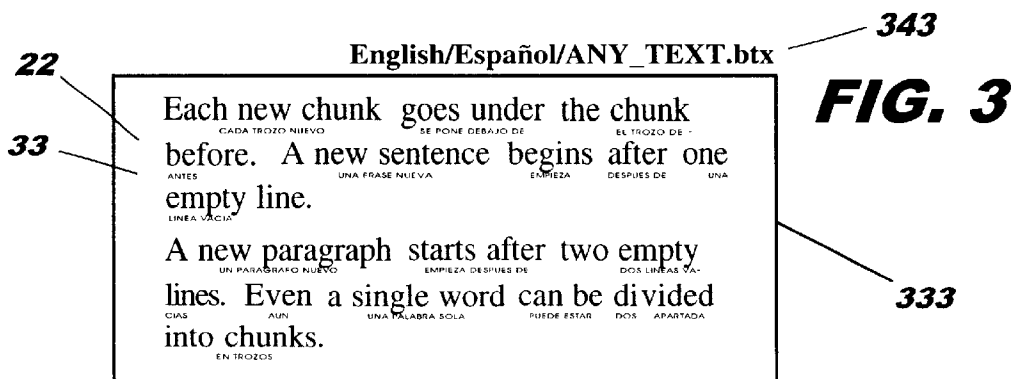 343
English/Español/ANY_TEXT.btx
22
FIG. 3
Each new chunk goes under the chunk
CADA TROZO NUEVO SE PONE DEBAJO DE EL TROZO DE -
33
before. A new sentence begins after one
ANTES UNA FRASE NUEVA EMPIEZA DESPUES DE UNA
empty line.
LINEA VACIA
A new paragraph starts after two empty
UN PARAGRAFO NUEVO EMPIEZA DESPUES DE DOS LINEAS VA-
lines. Even a single word can be divided
CIAS AUN UNA PALABRA SOLA PUEDE ESTAR DOS APARTADA
333
into chunks.
EN TROZOS